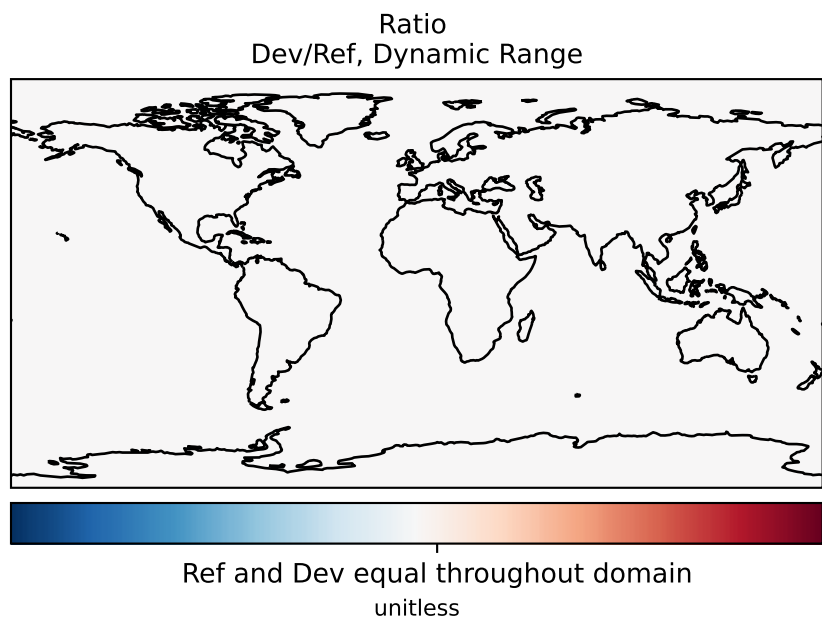 Ratio
Dev/Ref, Dynamic Range
Ref and Dev equal throughout domain
unitless